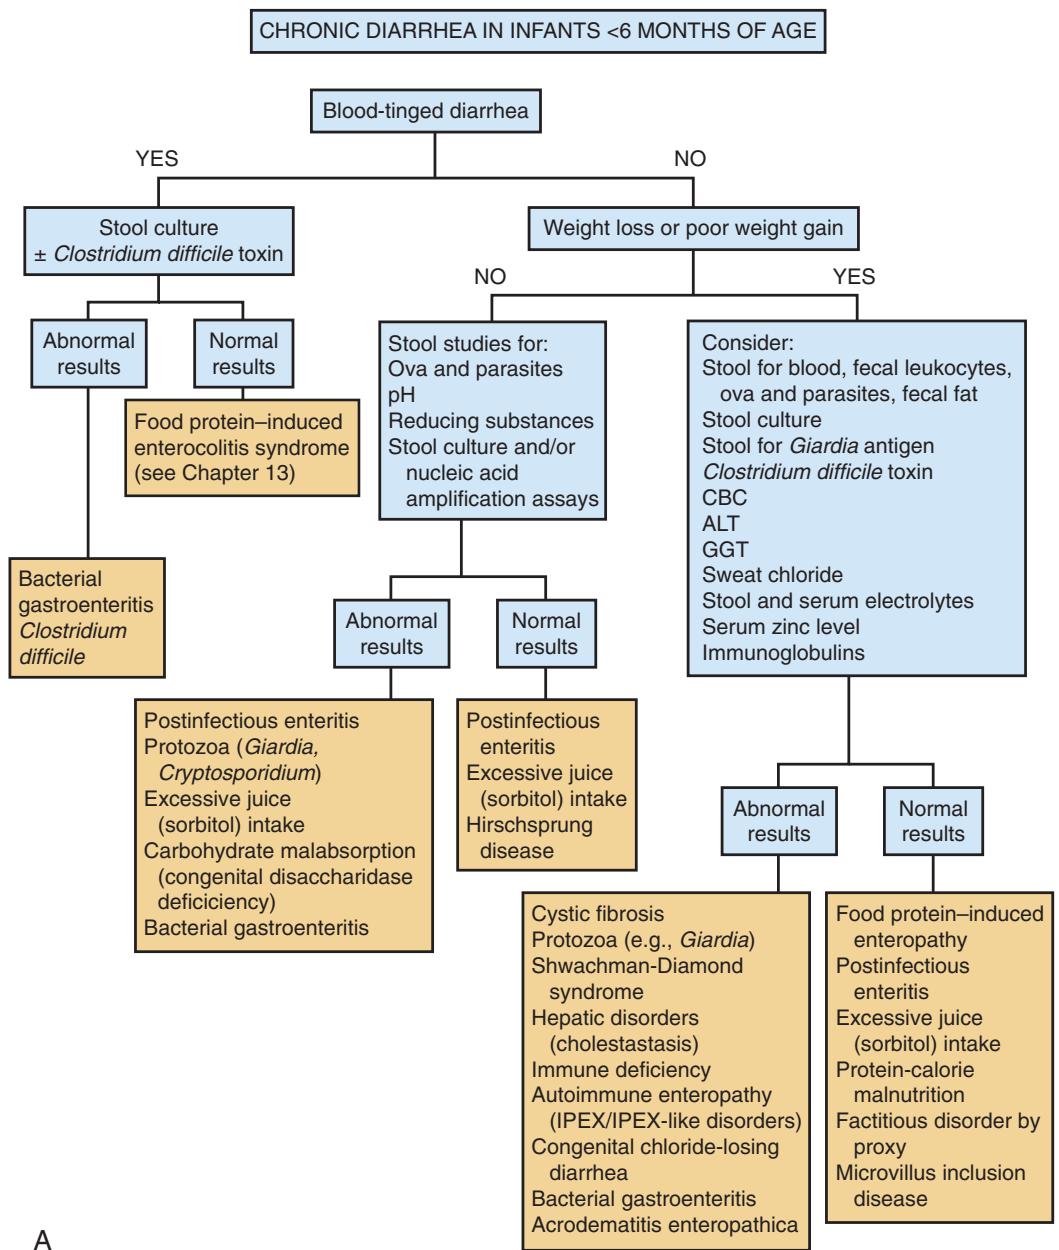 CHRONIC DIARRHEA IN INFANTS <6 MONTHS OF AGE
Blood-tinged diarrhea
YES
NO
Stool culture
± Clostridium difficile toxin
Weight loss or poor weight gain
NO
YES
Abnormal
results
Normal
results
Food protein–induced
enterocolitis syndrome
(see Chapter 13)
Bacterial
gastroenteritis
Clostridium
difficile
Stool studies for:
Ova and parasites
pH
Reducing substances
Stool culture and/or
nucleic acid
amplification assays
Consider:
Stool for blood, fecal leukocytes,
ova and parasites, fecal fat
Stool culture
Stool for Giardia antigen
Clostridium difficile toxin
CBC
ALT
GGT
Sweat chloride
Stool and serum electrolytes
Serum zinc level
Immunoglobulins
Abnormal
results
Normal
results
Postinfectious enteritis
Protozoa (Giardia,
Cryptosporidium)
Excessive juice
(sorbitol) intake
Carbohydrate malabsorption
(congenital disaccharidase
deficiciency)
Bacterial gastroenteritis
Postinfectious
enteritis
Excessive juice
(sorbitol) intake
Hirschsprung
disease
Abnormal
results
Normal
results
Cystic fibrosis
Protozoa (e.g., Giardia)
Shwachman-Diamond
syndrome
Hepatic disorders
(cholestastasis)
Immune deficiency
Autoimmune enteropathy
(IPEX/IPEX-like disorders)
Congenital chloride-losing
diarrhea
Bacterial gastroenteritis
Acrodematitis enteropathica
Food protein–induced
enteropathy
Postinfectious
enteritis
Excessive juice
(sorbitol) intake
Protein-calorie
malnutrition
Factitious disorder by
proxy
Microvillus inclusion
disease
A